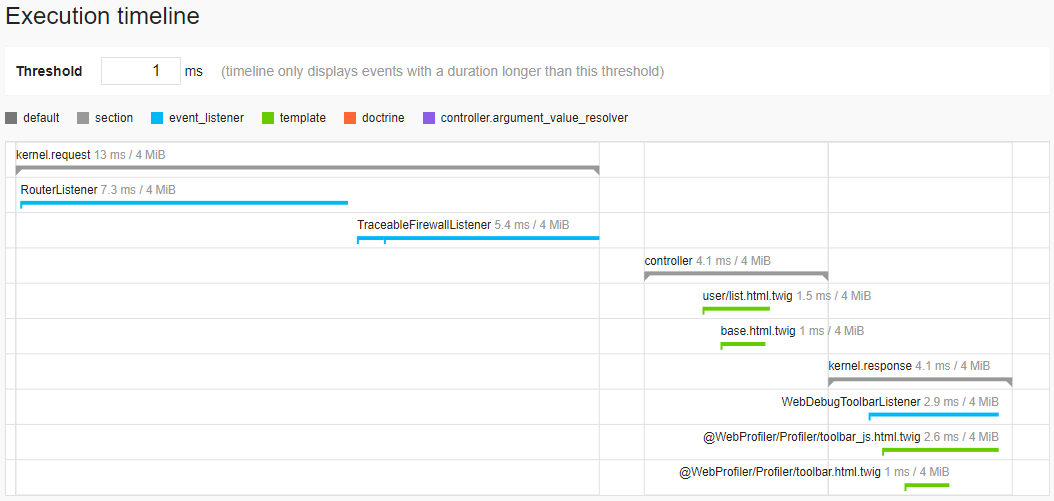 Execution timeline
Threshold 1 ms (timeline only displays events with a duration longer than this threshold)
default section event_listener template doctrine controller.argument_value_resolver
kernel.request 13 ms / 4 MiB
RouterListener 7.3 ms / 4 MiB
TraceableFirewallListener 5.4 ms / 4 MiB
controller 4.1 ms / 4 MiB
user/list.html.twig 1.5 ms / 4 MiB
base.html.twig 1 ms / 4 MiB
kernel.response 4.1 ms / 4 MiB
WebDebugToolbarListener 2.9 ms / 4 MiB
@WebProfiler/Profiler/toolbar_js.html.twig 2.6 ms / 4 MiB
@WebProfiler/Profiler/toolbar.html.twig 1 ms / 4 MiB